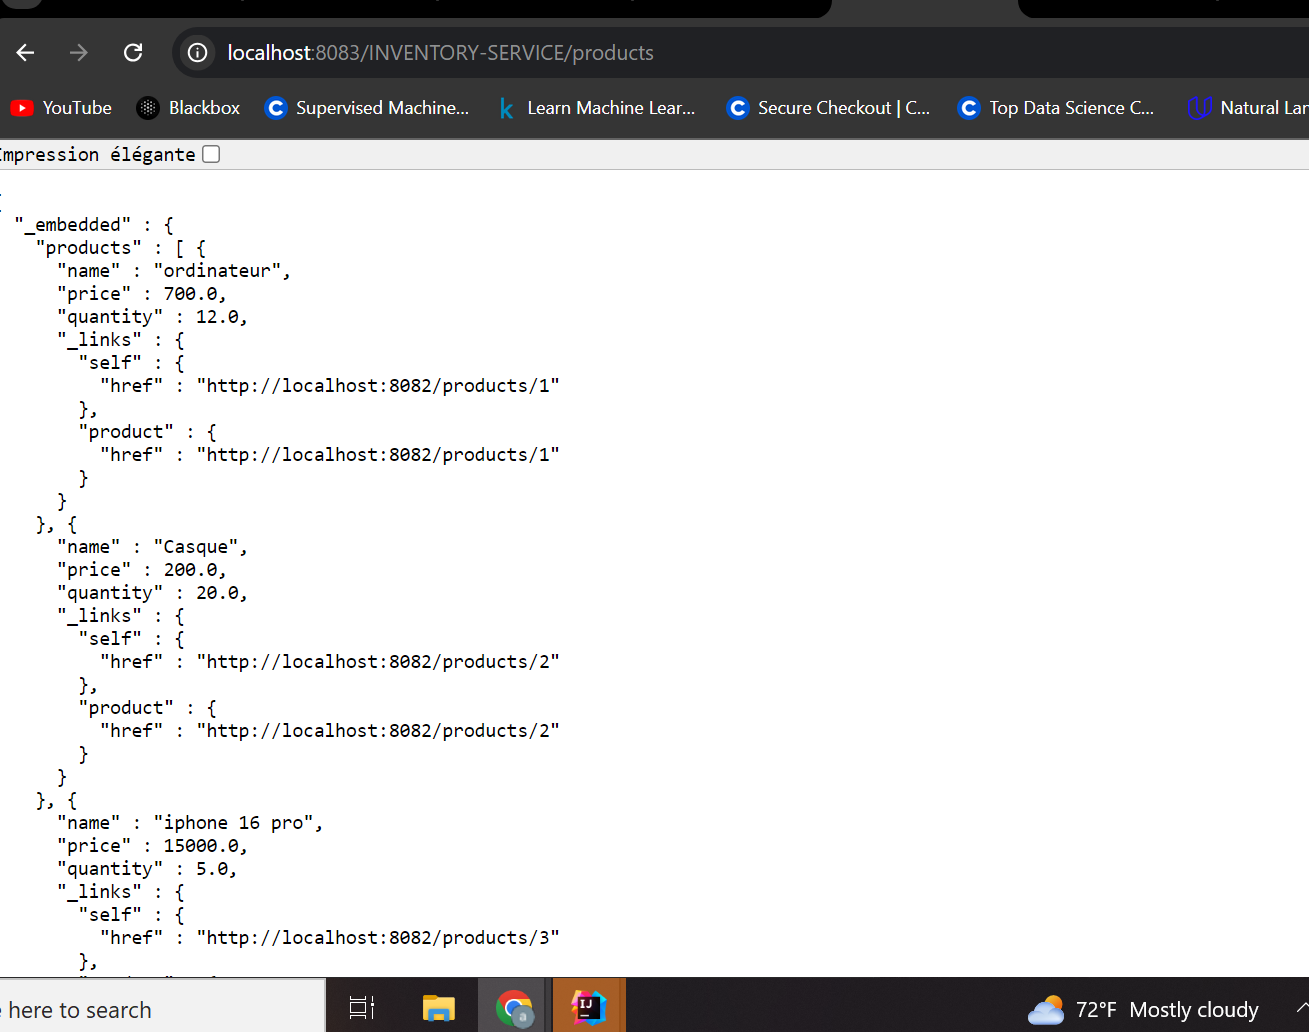 localhost:8083/INVENTORY-SERVICE/products
YouTube Blackbox Supervised Machine... Learn Machine Lear... Secure Checkout | C... Top Data Science C... Natural Lan
Impression élégante
"_embedded" : {
"products" : [ {
"name" : "ordinateur",
"price" : 700.0,
"quantity" : 12.0,
"_links" : {
"self" : {
"href" : "http://localhost:8082/products/1"
},
"product" : {
"href" : "http://localhost:8082/products/1"
}
}
}, {
"name" : "Casque",
"price" : 200.0,
"quantity" : 20.0,
"_links" : {
"self" : {
"href" : "http://localhost:8082/products/2"
},
"product" : {
"href" : "http://localhost:8082/products/2"
}
}
}, {
"name" : "iphone 16 pro",
"price" : 15000.0,
"quantity" : 5.0,
"_links" : {
"self" : {
"href" : "http://localhost:8082/products/3"
},
here to search
72°F Mostly cloudy